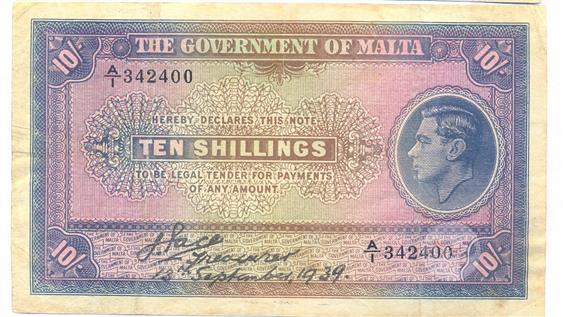 10/- THE GOVERNMENT OF MALTA 10/-
A/1 342400
HEREBY DECLARES THIS NOTE
TEN SHILLINGS
TO BE LEGAL TENDER FOR PAYMENTS
OF ANY AMOUNT
J. Pace
Treasurer
September, 1939.
A/1 342400
10/- 10/-